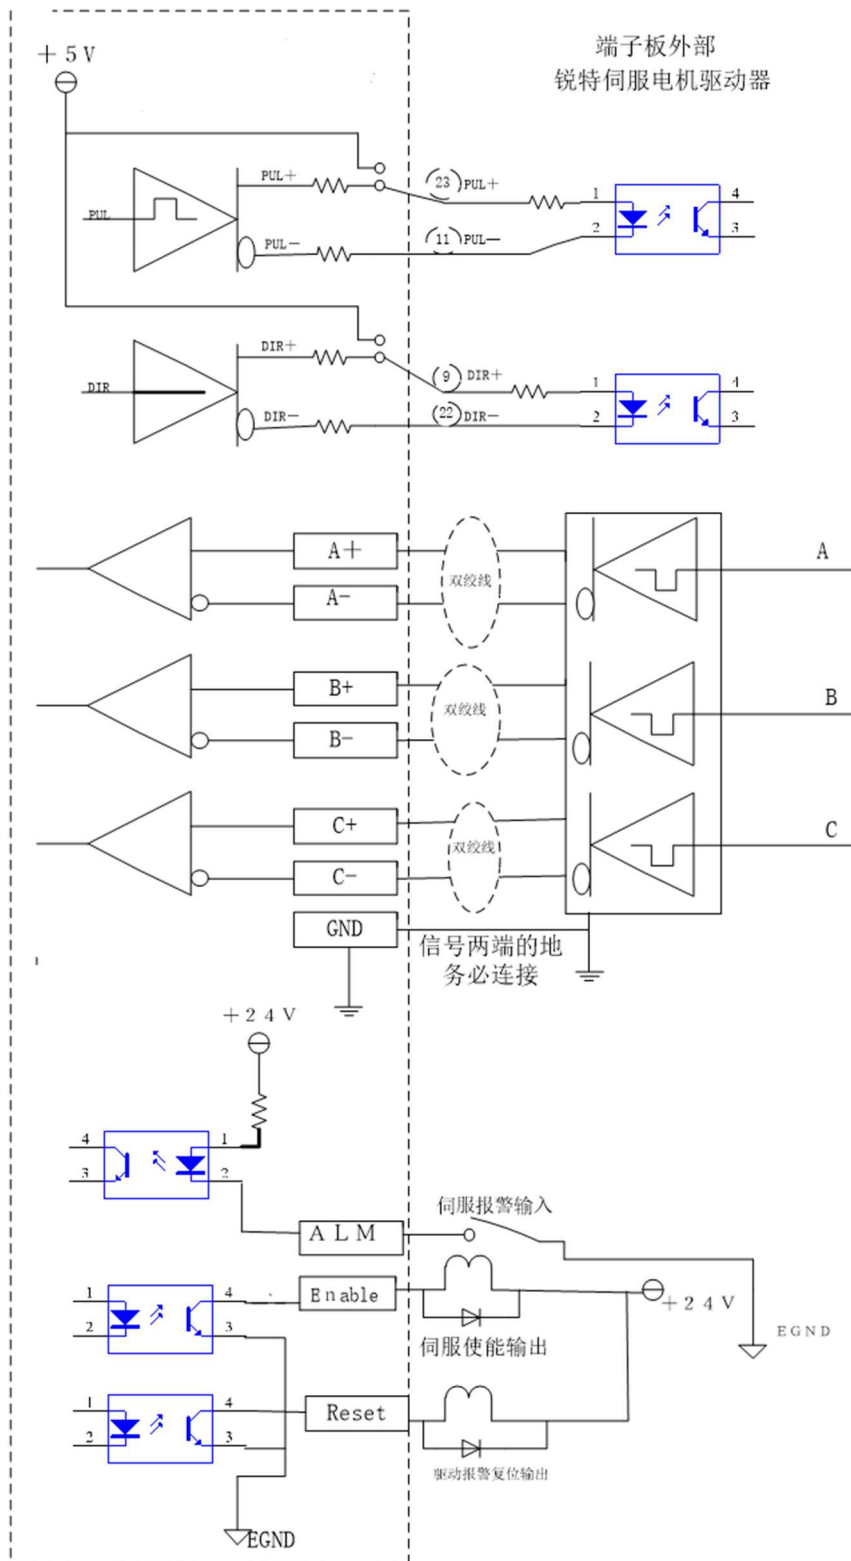 端子板外部
锐特伺服电机驱动器
＋5V
PUL
PUL+
PUL-
(23)PUL+
(11)PUL-
1
2
4
3
DIR
DIR+
DIR-
(9) DIR+
(22)DIR-
1
2
4
3
A+
A-
双绞线
A
B+
B-
双绞线
B
C+
C-
双绞线
C
GND
信号两端的地
务必连接
＋24V
4
3
1
2
ALM
伺服报警输入
1
2
4
3
Enable
＋24V
伺服使能输出
EGND
1
2
4
3
Reset
驱动报警复位输出
EGND